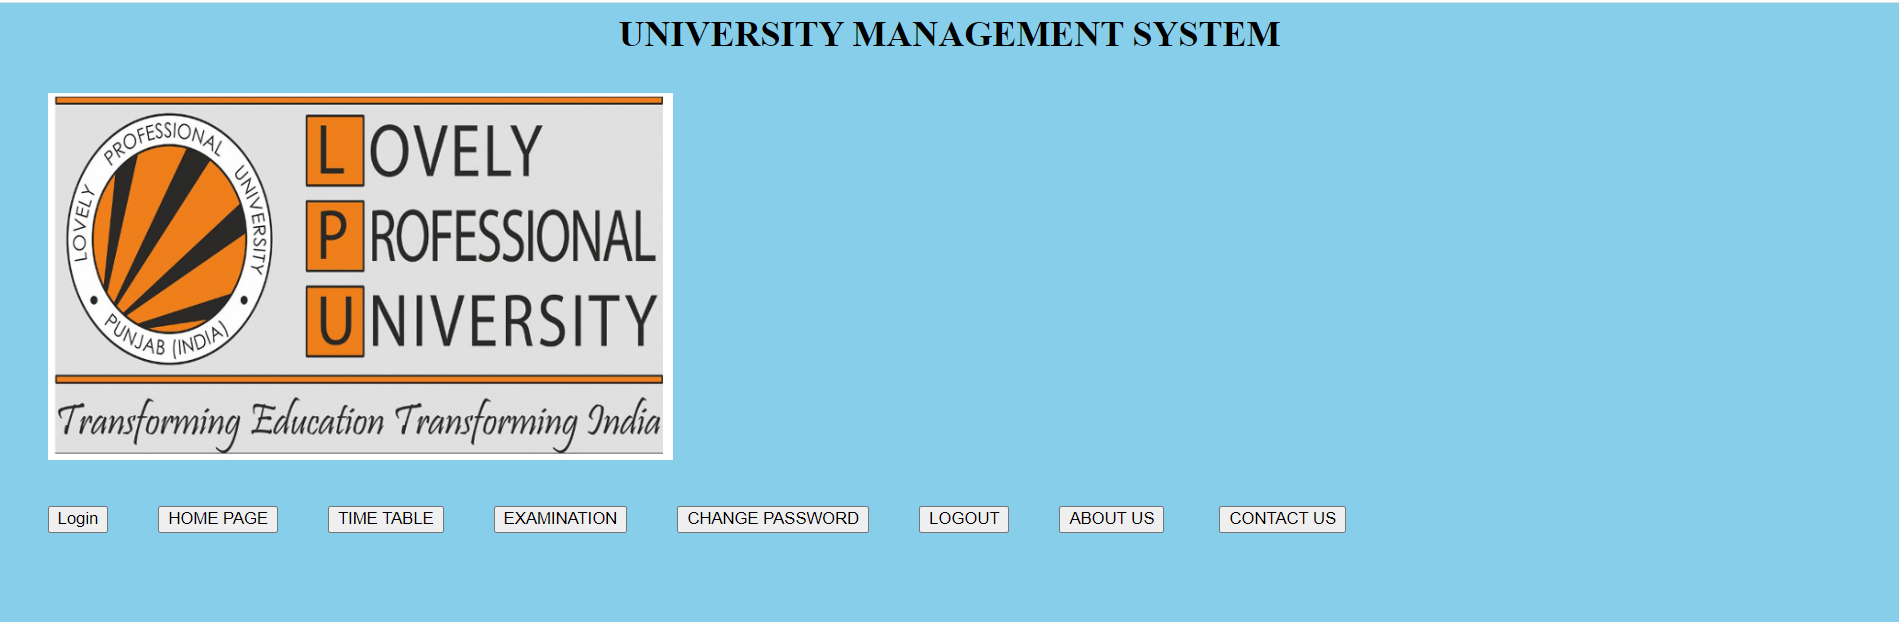 UNIVERSITY MANAGEMENT SYSTEM
LOVELY PROFESSIONAL UNIVERSITY
PUNJAB (INDIA)
LOVELY
PROFESSIONAL
UNIVERSITY
Transforming Education Transforming India
Login HOME PAGE TIME TABLE EXAMINATION CHANGE PASSWORD LOGOUT ABOUT US CONTACT US